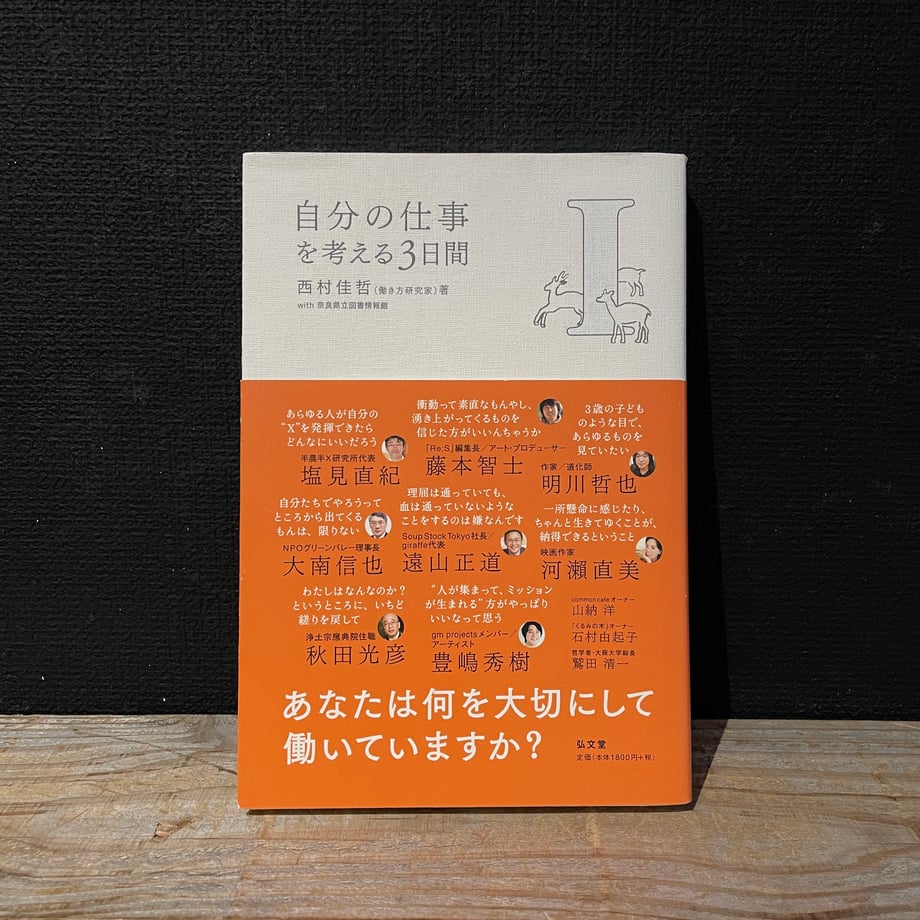 自分の仕事
を考える3日間
西村佳哲(働き方研究家)著
with 奈良県立図書情報館
I
あらゆる人が自分の
“X”を発揮できたら
どんなにいいだろう
半農半X研究所代表
塩見直紀
衝動って素直なもんやし、
湧き上がってくるものを
信じた方がいいんちゃうか
「Re:S」編集長／アート・プロデューサー
藤本智士
3歳の子ども
のような目で、
あらゆるものを
見ていたい
作家／道化師
明川哲也
自分たちでやろうって
ところから出てくる
もんは、限りない
NPOグリーンバレー理事長
大南信也
理屈は通っていても、
血は通っていないような
ことをするのは嫌なんです
Soup Stock Tokyo社長／
giraffe代表
遠山正道
一所懸命に感じたり、
ちゃんと生きてゆくことが、
納得できるということ
映画作家
河瀨直美
わたしはなんなのか？
というところに、いちど
縒りを戻して
浄土宗應典院住職
秋田光彦
“人が集まって、ミッション
が生まれる”方がやっぱり
いいなって思う
gm projectsメンバー／
アーティスト
豊嶋秀樹
common cafeオーナー
山納 洋
「くるみの木」オーナー
石村由起子
哲学者・大阪大学総長
鷲田 清一
あなたは何を大切にして
働いていますか？
弘文堂
定価(本体1800円+税)